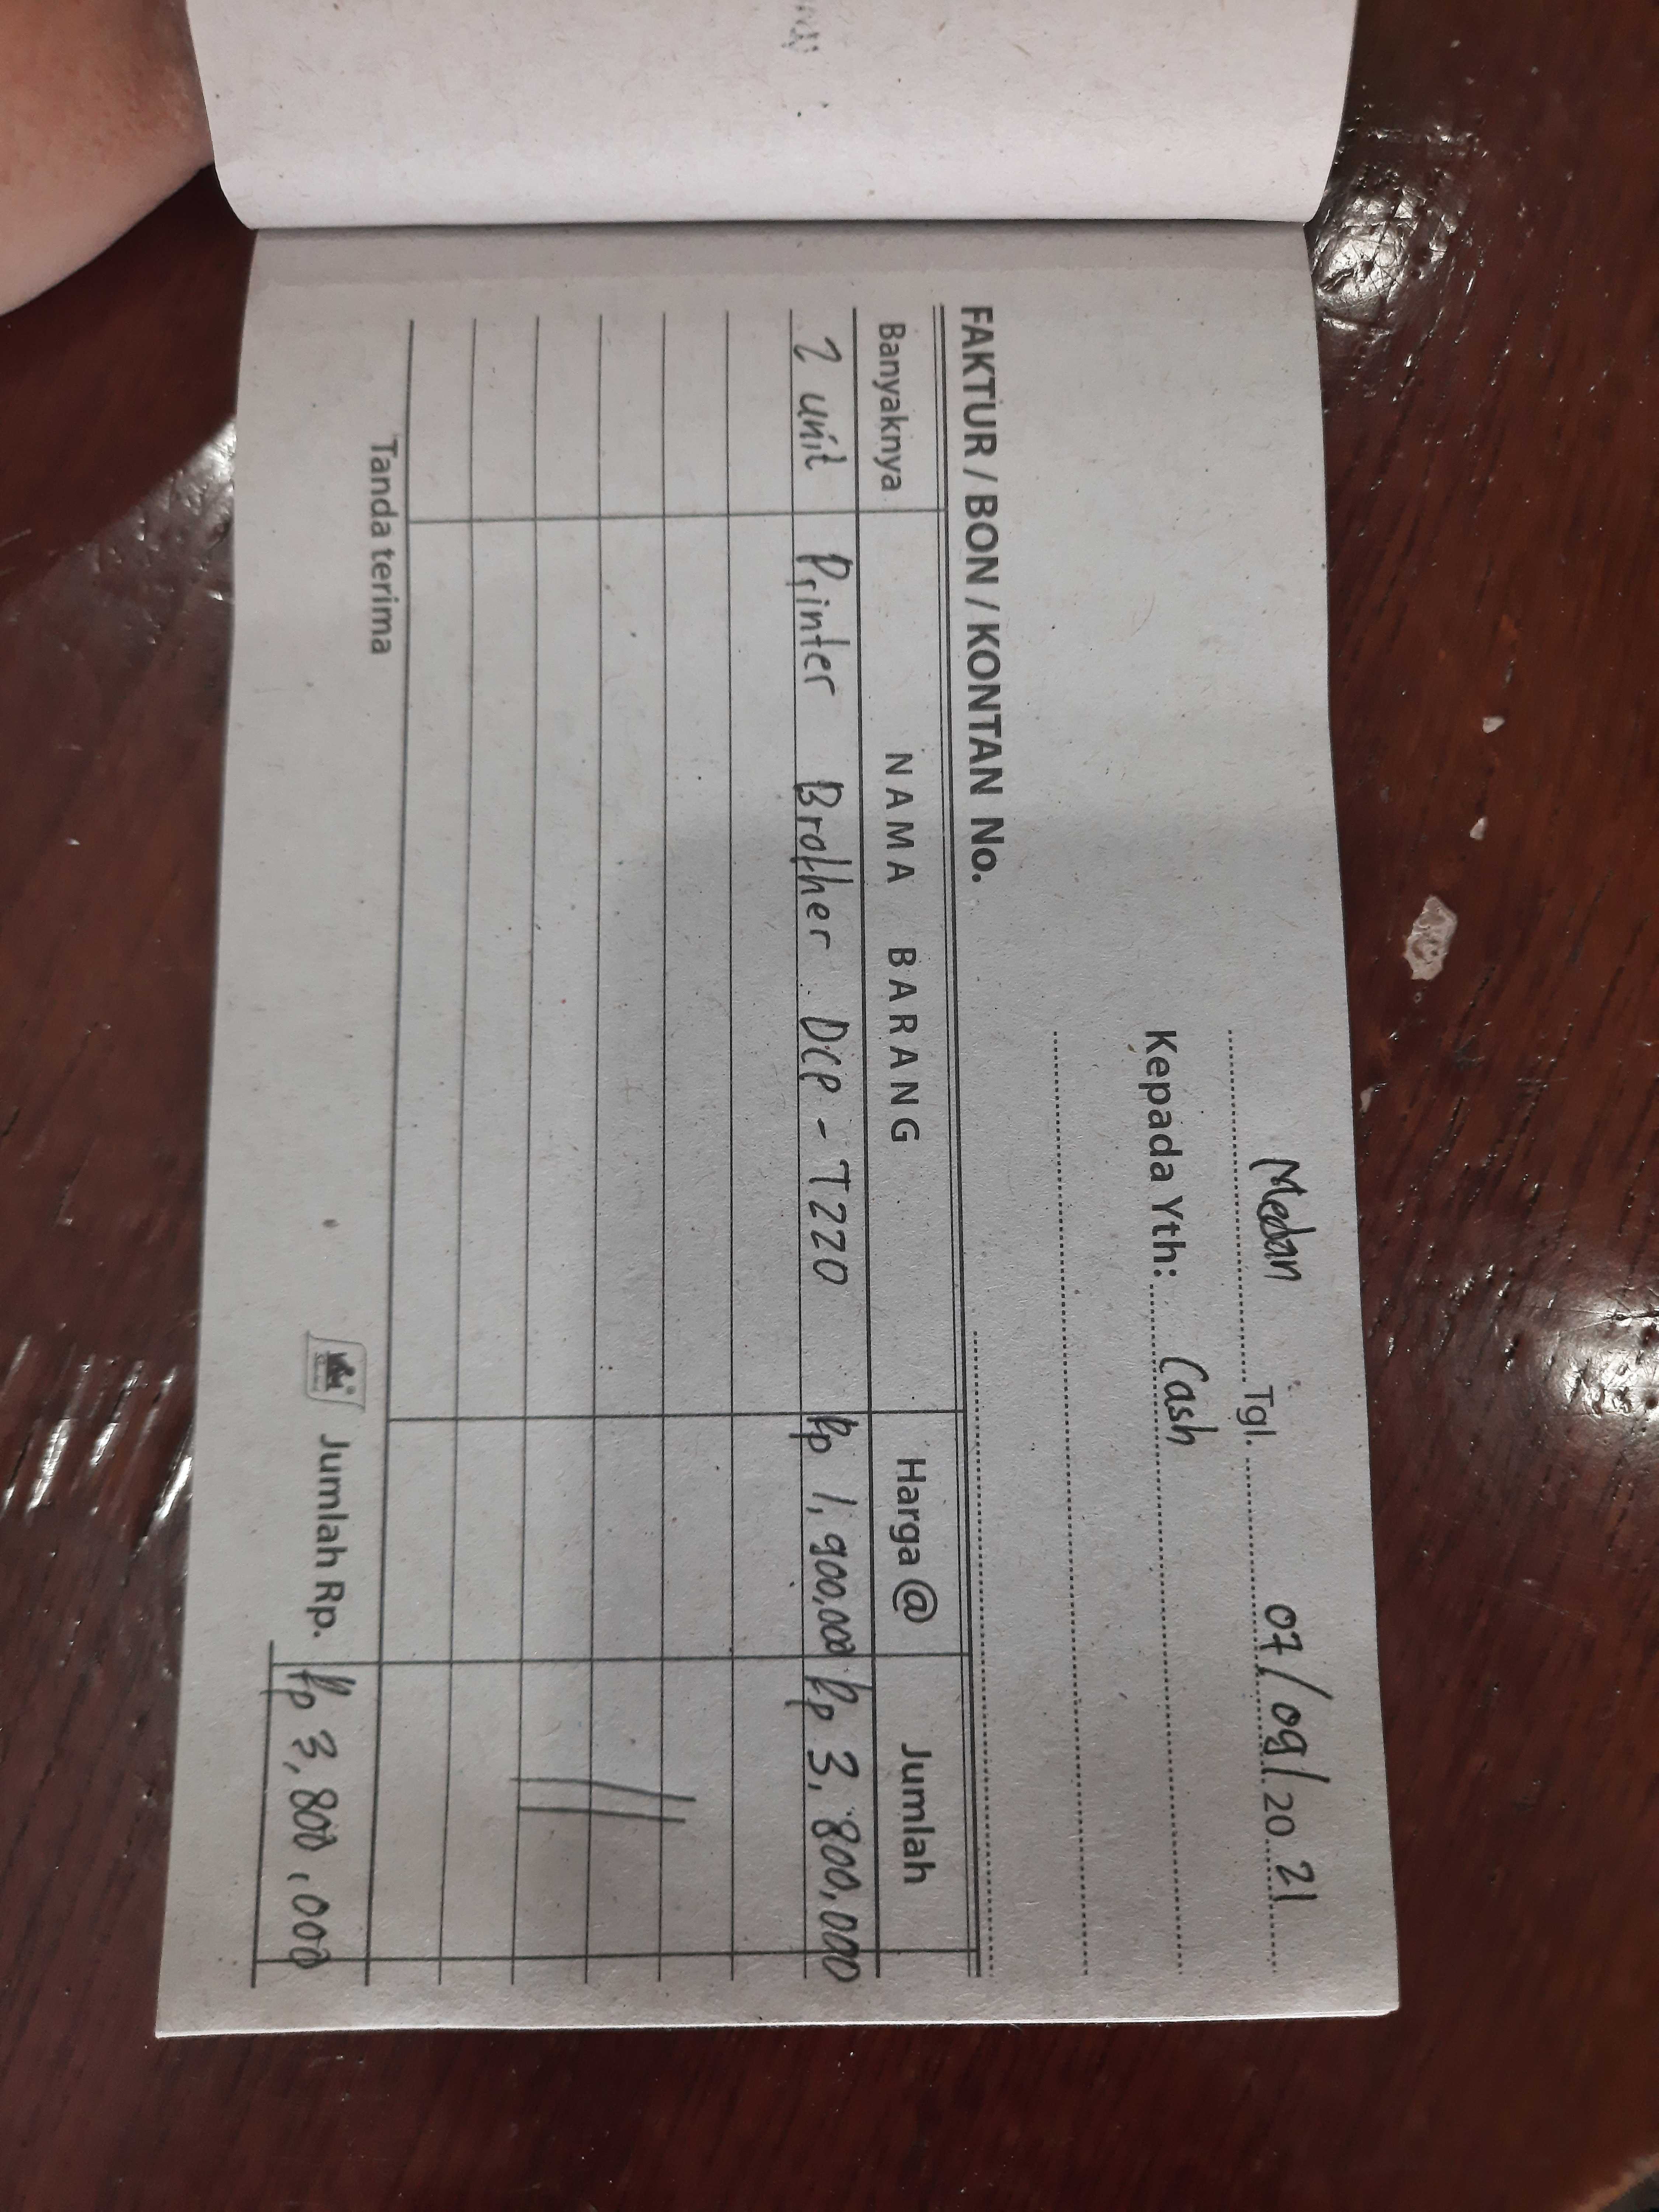 Medan Tgl. 07/09/2021
Kepada Yth: Cash
FAKTUR / BON / KONTAN No.
Banyaknya NAMA BARANG Harga @ Jumlah
2 unit Printer Brother DCP - T220 Rp 1,900,000 Rp 3,800,000
Tanda terima Jumlah Rp. Rp 3,800,000